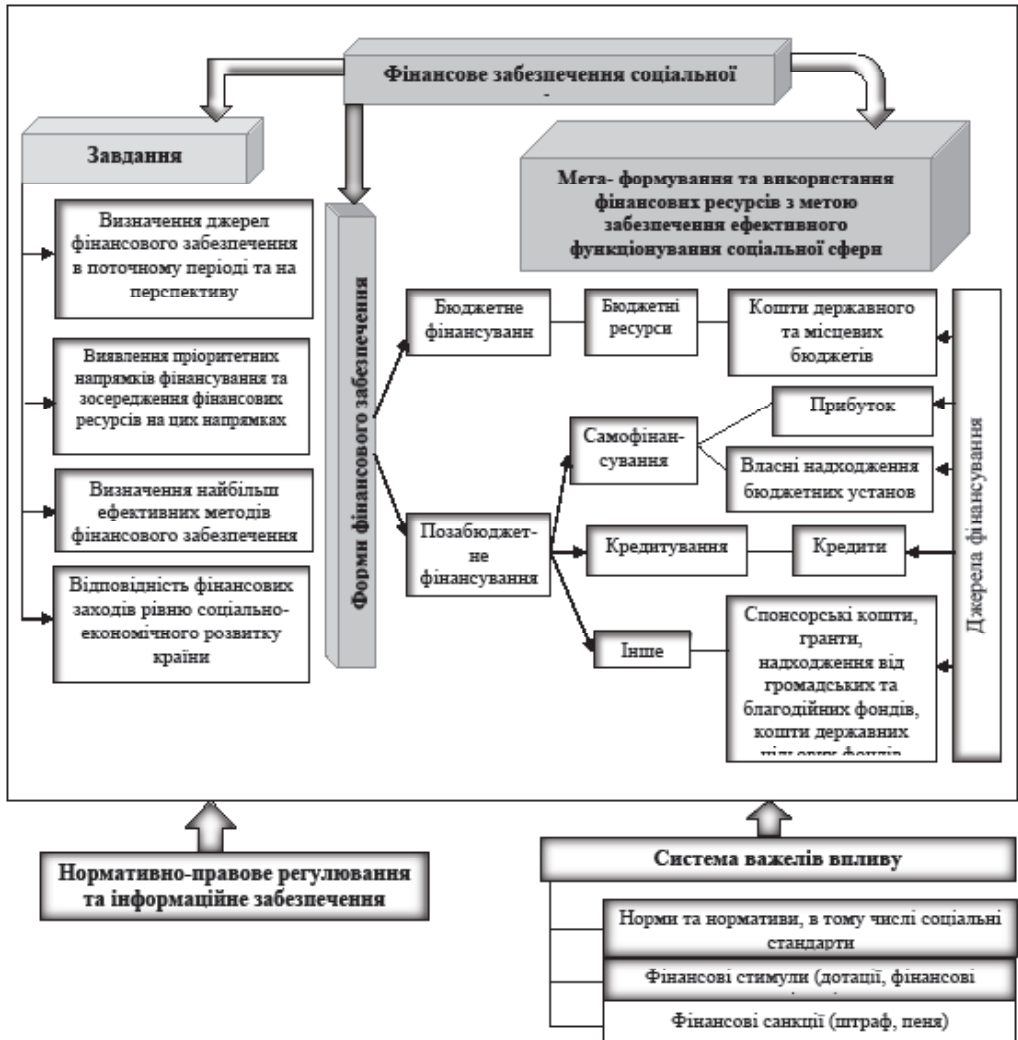 Фінансове забезпечення соціальної
Завдання
Мета- формування та використання
фінансових ресурсів з метою
забезпечення ефективного
функціонування соціальної сфери
Визначення джерел
фінансового забезпечення
в поточному періоді та на
перспективу
Виявлення пріоритетних
напрямків фінансування та
зосередження фінансових
ресурсів на цих напрямках
Визначення найбільш
ефективних методів
фінансового забезпечення
Відповідність фінансових
заходів рівню соціально-
економічного розвитку
країни
Форми фінансового забезпечення
Бюджетне
фінансуванн
Бюджетні
ресурси
Кошти державного
та місцевих
бюджетів
Позабюджет-
не
фінансування
Самофінан-
сування
Прибуток
Власні надходження
бюджетних установ
Кредитування
Кредити
Інше
Спонсорські кошти,
гранти,
надходження від
громадських та
благодійних фондів,
кошти державних
цільових фондів
Джерела фінансування
Нормативно-правове регулювання
та інформаційне забезпечення
Система важелів впливу
Норми та нормативи, в тому числі соціальні
стандарти
Фінансові стимули (дотації, фінансові
Фінансові санкції (штраф, пеня)